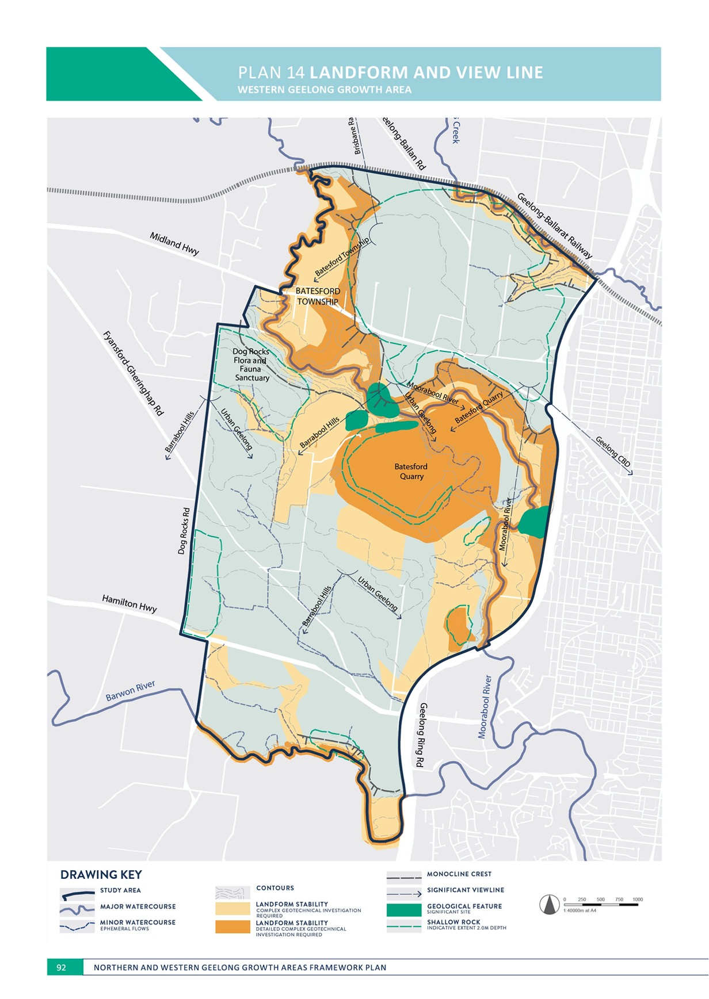 PLAN 14 LANDFORM AND VIEW LINE
WESTERN GEELONG GROWTH AREA
Brisbane Ra
eelong-Ballan Rd
s Creek
Geelong-Ballarat Railway
Midland Hwy
Batesford Township
BATESFORD
TOWNSHIP
Fyansford-Gheringhap Rd
Dog Rocks
Flora and
Fauna
Sanctuary
Moorabool River
Urban Geelong
Batesford Quarry
Barrabool Hills
Urban Geelong
Barrabool Hills
Geelong CBD
Batesford
Quarry
Dog Rocks Rd
Moorabool River
Hamilton Hwy
Barrabool Hills
Urban Geelong
Barwon River
Moorabool River
Geelong Ring Rd
DRAWING KEY
STUDY AREA
MAJOR WATERCOURSE
MINOR WATERCOURSE
EPHEMERAL FLOWS
CONTOURS
LANDFORM STABILITY
COMPLEX GEOTECHNICAL INVESTIGATION
REQUIRED
LANDFORM STABILITY
DETAILED COMPLEX GEOTECHNICAL
INVESTIGATION REQUIRED
MONOCLINE CREST
SIGNIFICANT VIEWLINE
GEOLOGICAL FEATURE
SIGNIFICANT SITE
SHALLOW ROCK
INDICATIVE EXTENT 2.0M DEPTH
0 250 500 750 1000
1:40000m at A4
92 NORTHERN AND WESTERN GEELONG GROWTH AREAS FRAMEWORK PLAN